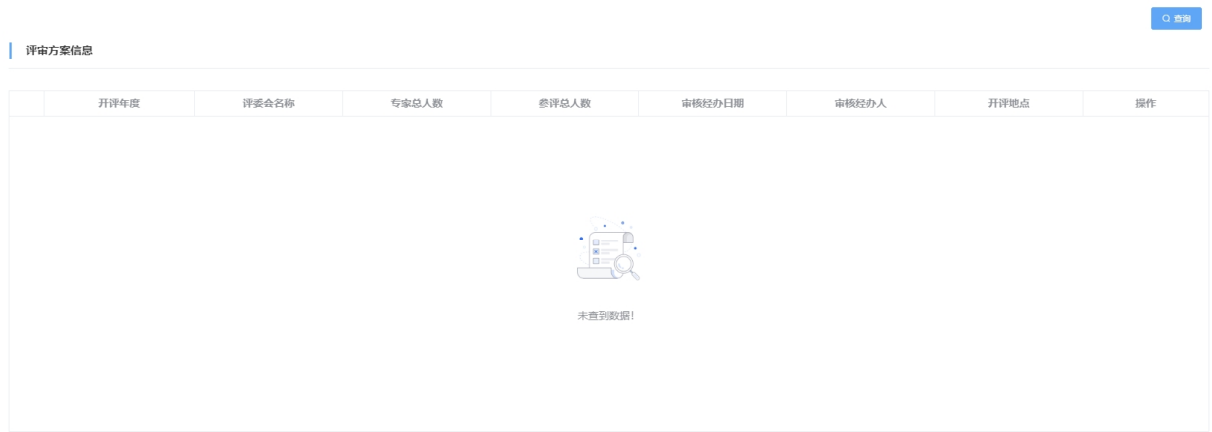 查询
评审方案信息
开评年度 评委会名称 专家总人数 参评总人数 审核经办日期 审核经办人 开评地点 操作
未查到数据!